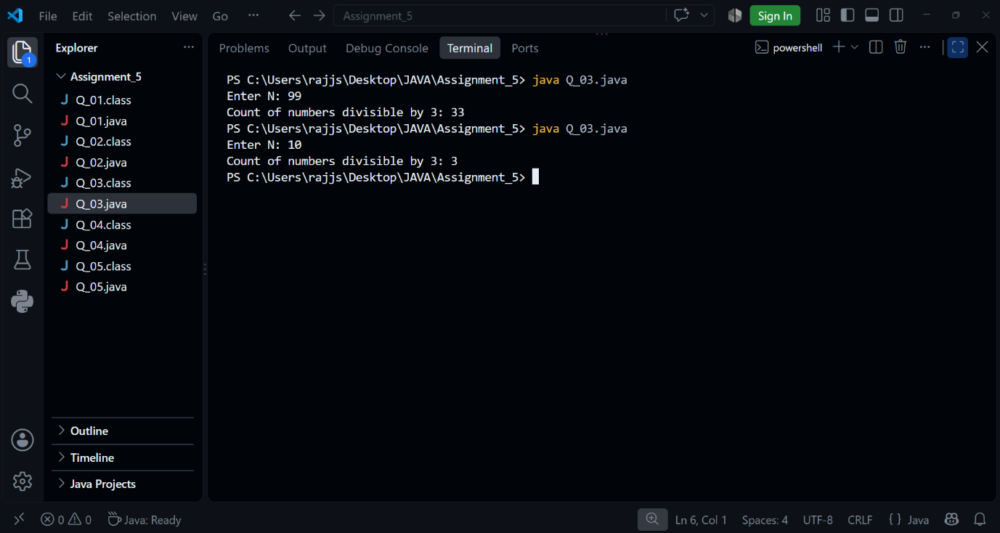 File Edit Selection View Go ··· Assignment_5 Sign In
Explorer ···
1
Assignment_5
J Q_01.class
J Q_01.java
J Q_02.class
J Q_02.java
J Q_03.class
J Q_03.java
J Q_04.class
J Q_04.java
J Q_05.class
J Q_05.java
Outline
Timeline
Java Projects
Problems Output Debug Console Terminal Ports powershell ···
PS C:\Users\rajjs\Desktop\JAVA\Assignment_5> java Q_03.java
Enter N: 99
Count of numbers divisible by 3: 33
PS C:\Users\rajjs\Desktop\JAVA\Assignment_5> java Q_03.java
Enter N: 10
Count of numbers divisible by 3: 3
PS C:\Users\rajjs\Desktop\JAVA\Assignment_5>
0 0 Java: Ready Ln 6, Col 1 Spaces: 4 UTF-8 CRLF { } Java